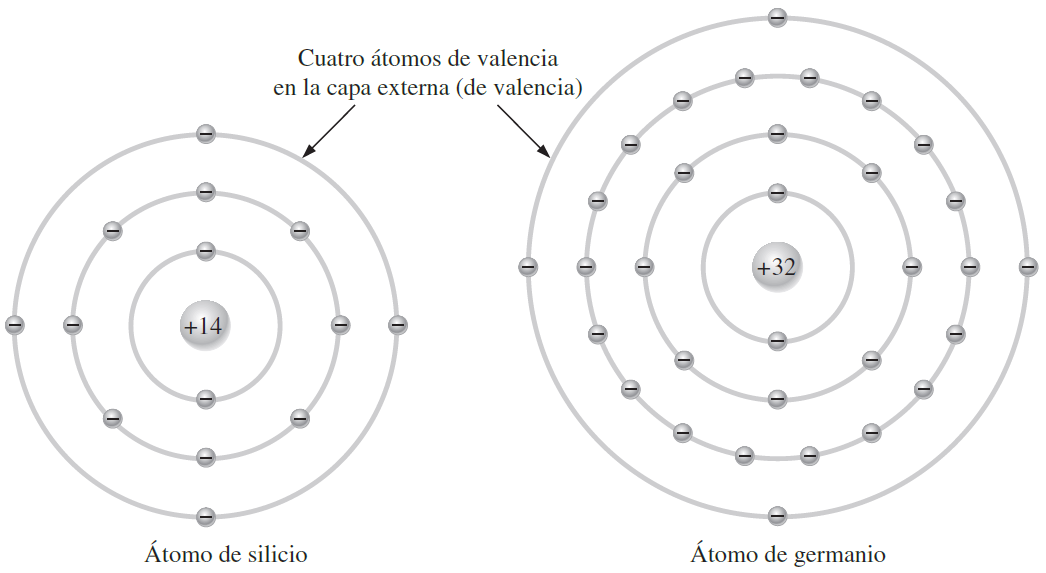 Cuatro átomos de valencia
en la capa externa (de valencia)
+14
+32
Átomo de silicio
Átomo de germanio